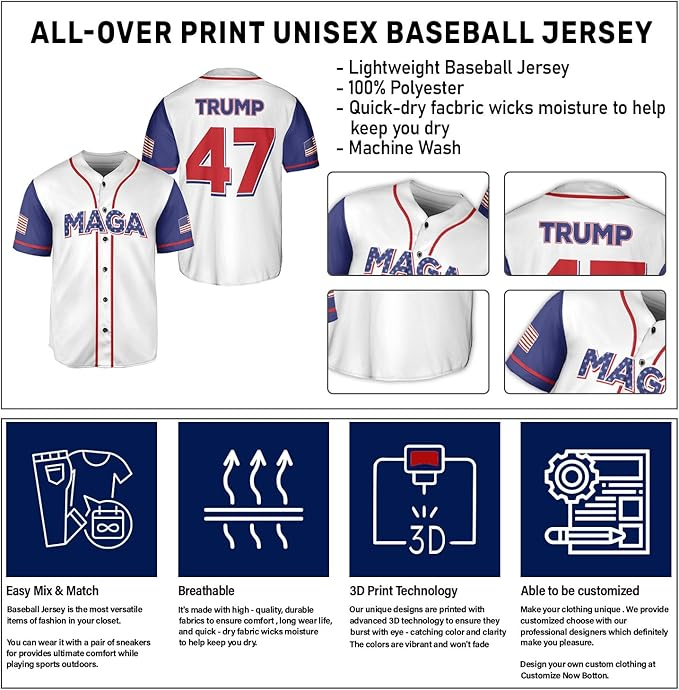 ALL-OVER PRINT UNISEX BASEBALL JERSEY
- Lightweight Baseball Jersey
- 100% Polyester
- Quick-dry facbric wicks moisture to help
keep you dry
- Machine Wash
TRUMP
47
MAGA
MAGA
TRUMP
47
MAGA
3D
Easy Mix & Match
Baseball Jersey is the most versatile
items of fashion in your closet.
You can wear it with a pair of sneakers
for provides ultimate comfort while
playing sports outdoors.
Breathable
It's made with high - quality, durable
fabrics to ensure comfort , long wear life,
and quick - dry fabric wicks moisture
to help keep you dry.
3D Print Technology
Our unique designs are printed with
advanced 3D technology to ensure they
burst with eye - catching color and clarity
The colors are vibrant and won't fade
Able to be customized
Make your clothing unique . We provide
customized choose with our
professional designers which definitely
make you pleasure.
Design your own custom clothing at
Customize Now Botton.